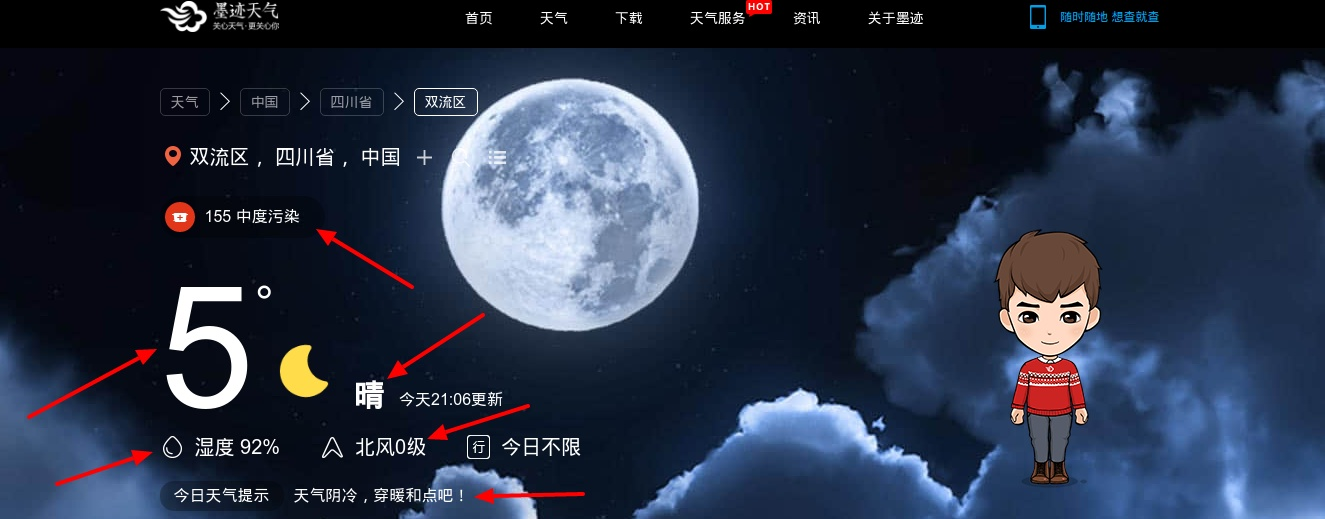 墨迹天气
关心天气·更关心你
首页 天气 下载 天气服务 HOT 资讯 关于墨迹
随时随地 想查就查
天气 中国 四川省 双流区
双流区 ，四川省 ，中国
155 中度污染
5°
晴 今天21:06更新
湿度 92% 北风0级 行 今日不限
今日天气提示 天气阴冷，穿暖和点吧！